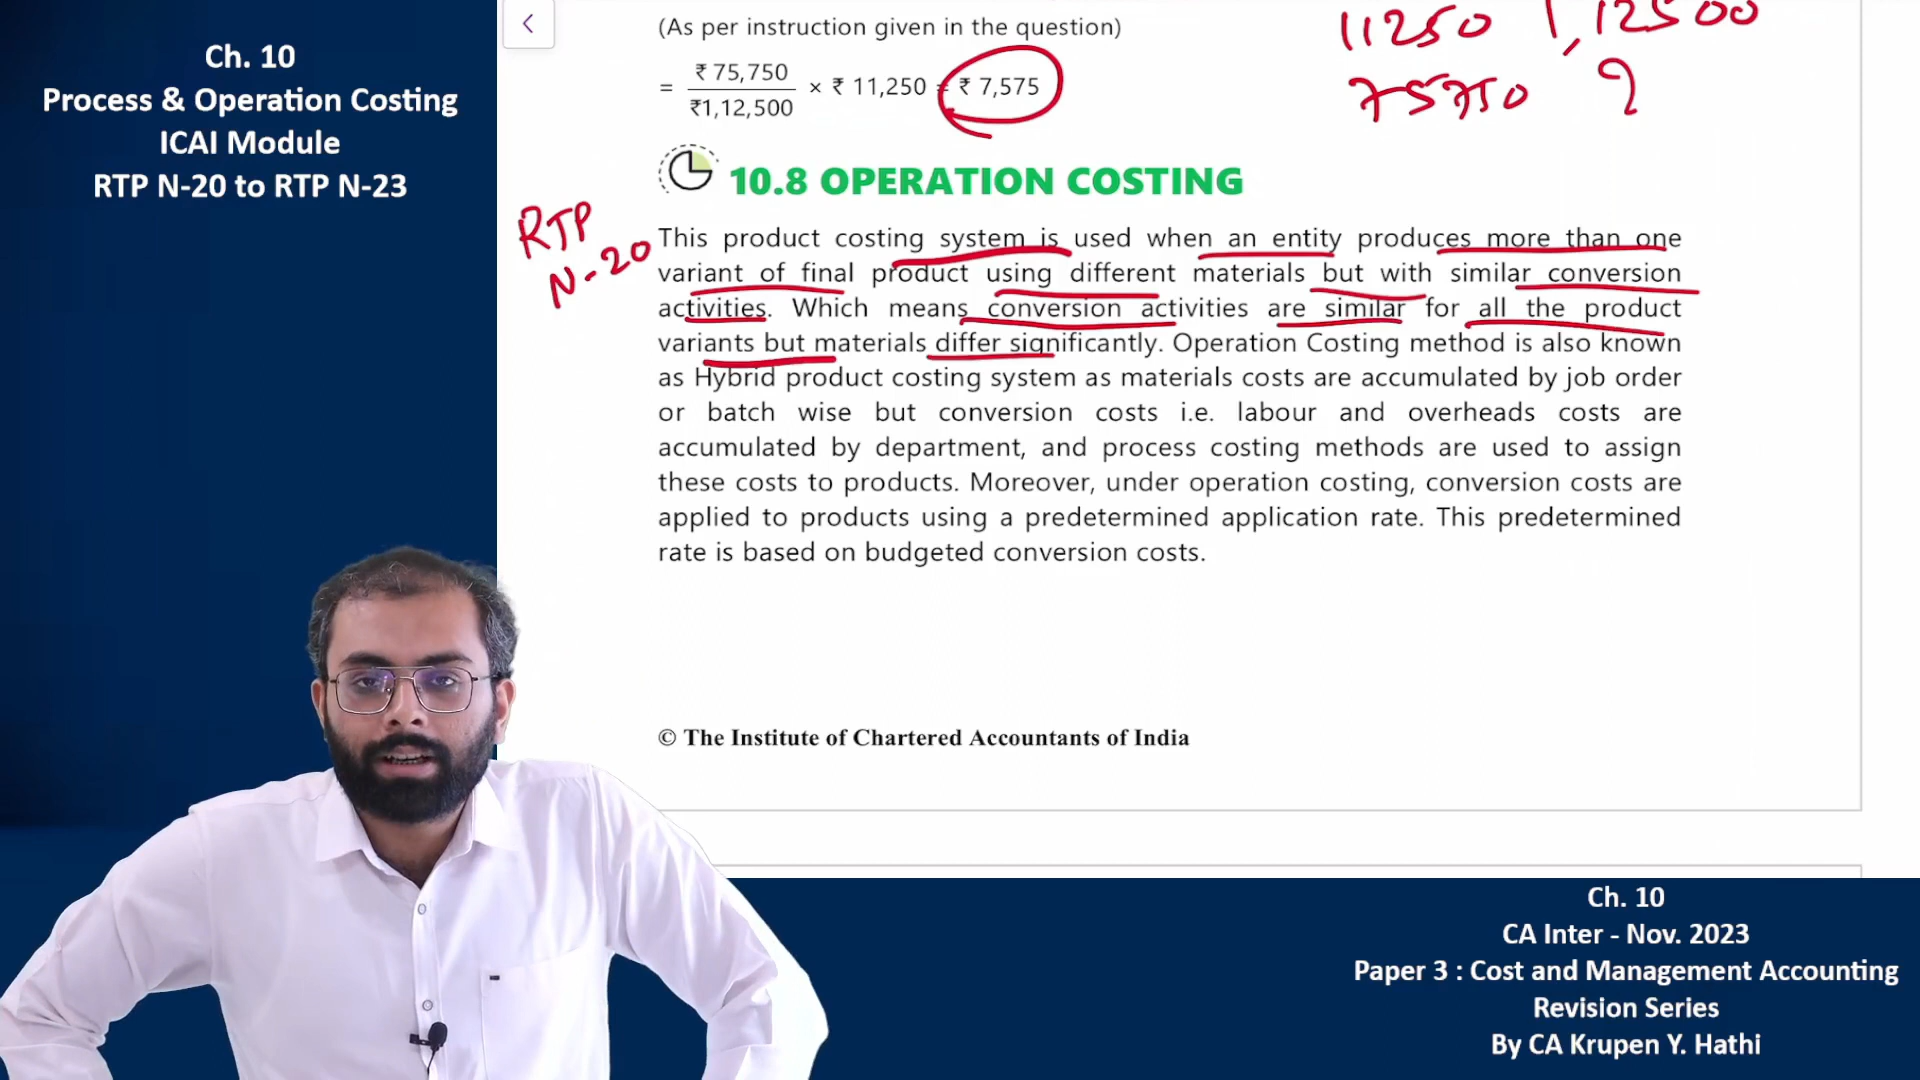 Ch. 10
Process & Operation Costing
ICAI Module
RTP N-20 to RTP N-23
(As per instruction given in the question)
= ₹ 75,750 / ₹1,12,500 × ₹ 11,250 = ₹ 7,575
11250 1,12500
75750 ?
10.8 OPERATION COSTING
RTP
N-20
This product costing system is used when an entity produces more than one
variant of final product using different materials but with similar conversion
activities. Which means conversion activities are similar for all the product
variants but materials differ significantly. Operation Costing method is also known
as Hybrid product costing system as materials costs are accumulated by job order
or batch wise but conversion costs i.e. labour and overheads costs are
accumulated by department, and process costing methods are used to assign
these costs to products. Moreover, under operation costing, conversion costs are
applied to products using a predetermined application rate. This predetermined
rate is based on budgeted conversion costs.
© The Institute of Chartered Accountants of India
Ch. 10
CA Inter - Nov. 2023
Paper 3 : Cost and Management Accounting
Revision Series
By CA Krupen Y. Hathi